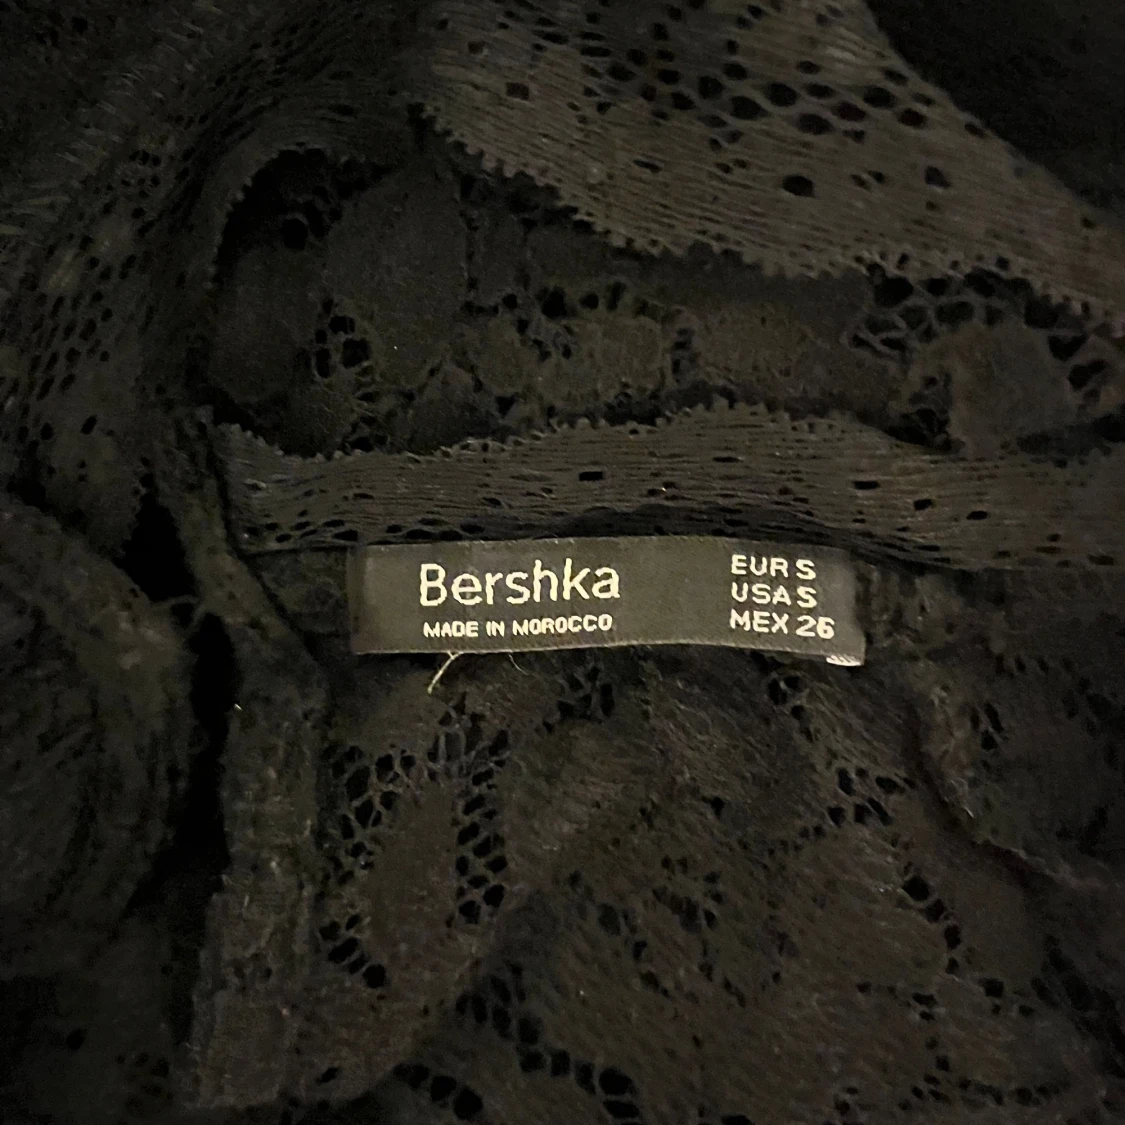 Bershka
MADE IN MOROCCO
EUR S
USA S
MEX 26